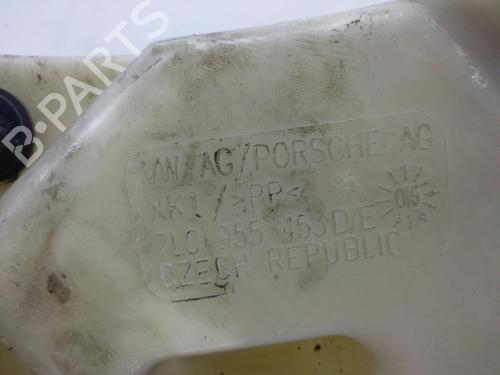 B-PARTS
VW/AG/PORSCHE AG
XK1/>PP<
7L0 955 453D/E
CZECH REPUBLIC